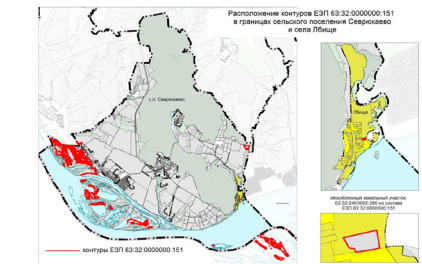 Расположение контуров ЕЗП 63:32:0000000:151
в границах сельского поселения Севрюкаево
и села Лбище
с.п. Севрюкаево
Лбище
обособленный земельный участок
63:32:2403002:286 из состава
ЕЗП 63:32:0000000:151
контуры ЕЗП 63:32:0000000:151